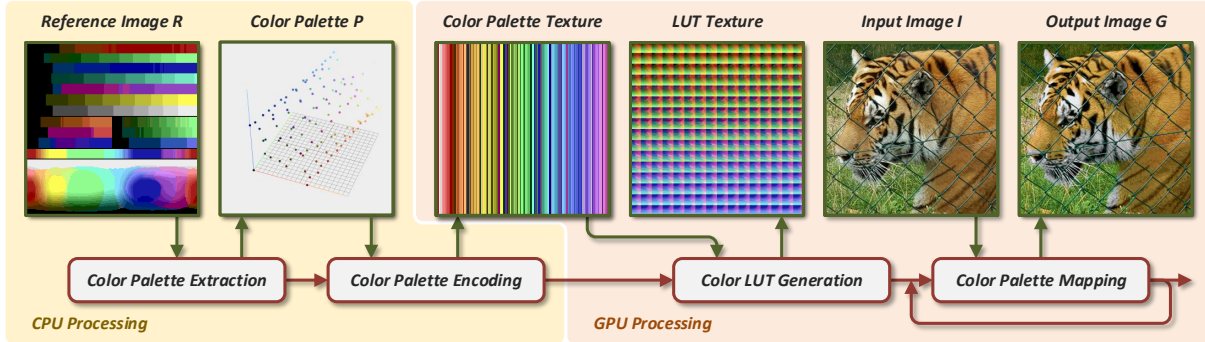 Reference Image R
Color Palette P
Color Palette Texture
LUT Texture
Input Image I
Output Image G
Color Palette Extraction
Color Palette Encoding
Color LUT Generation
Color Palette Mapping
CPU Processing
GPU Processing